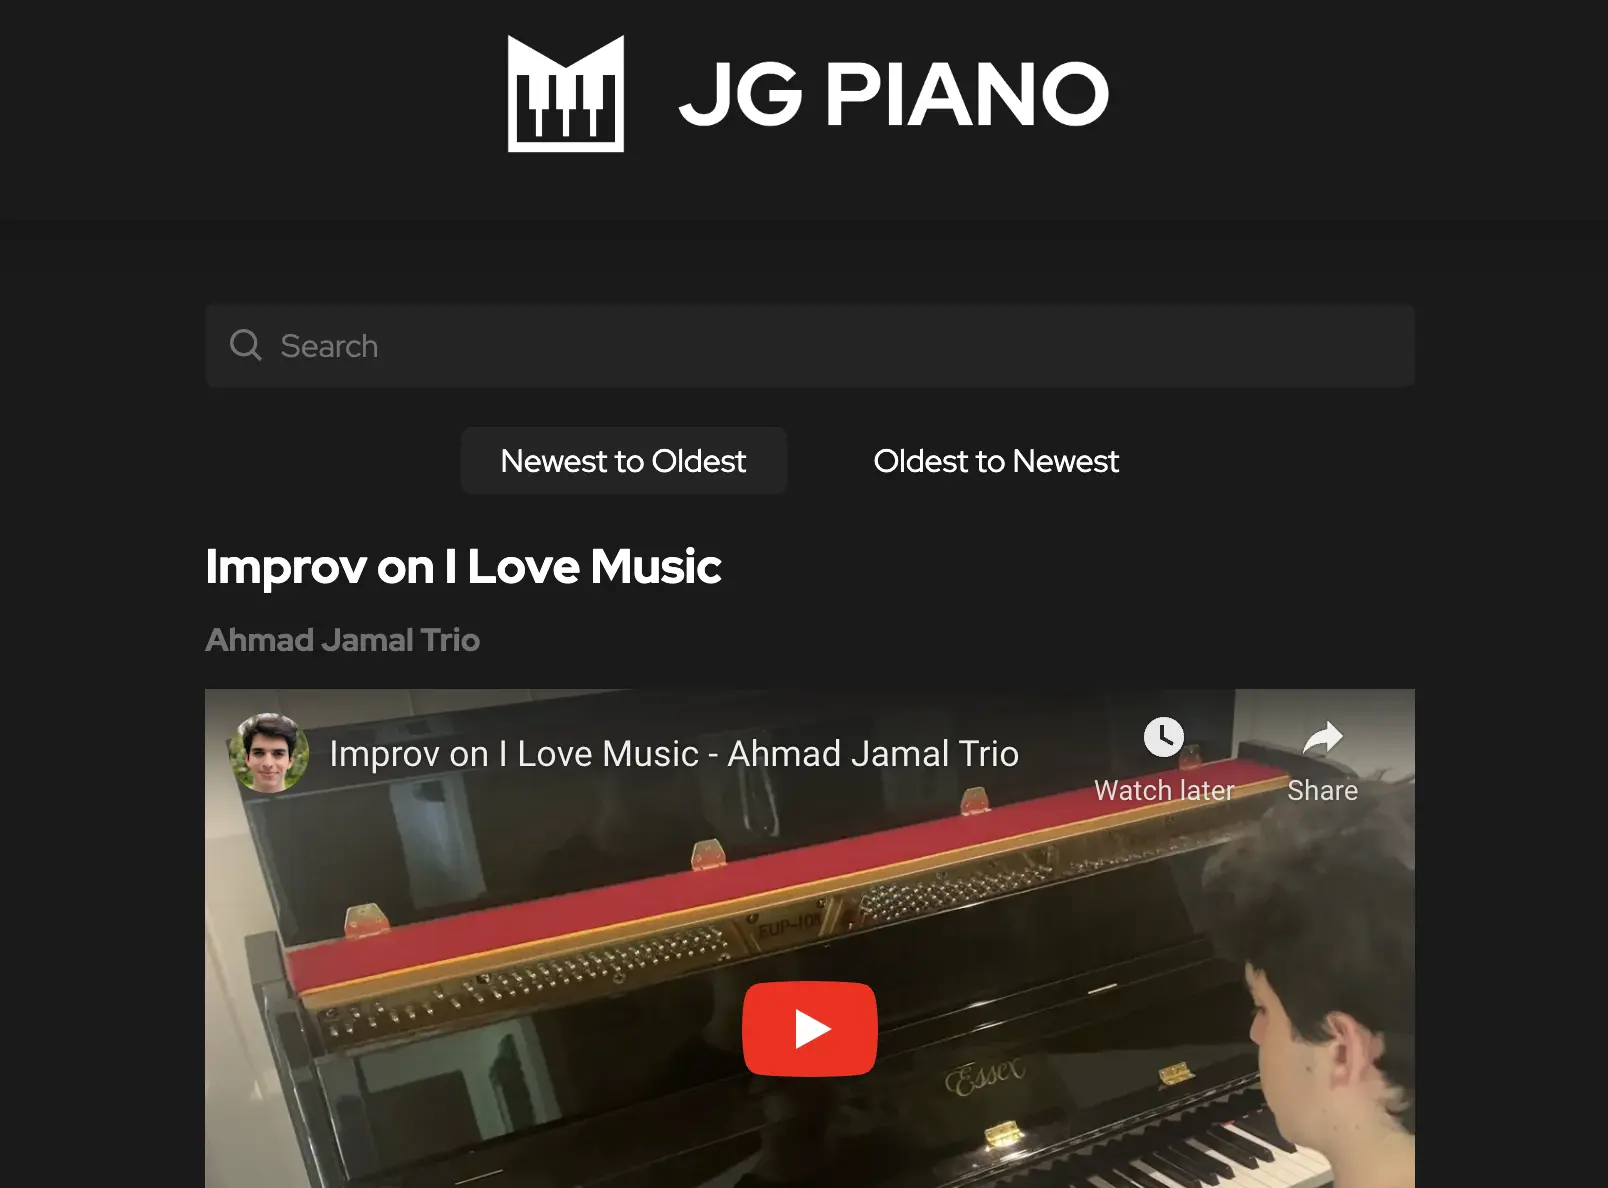 JG PIANO
Search
Newest to Oldest
Oldest to Newest
Improv on I Love Music
Ahmad Jamal Trio
Improv on I Love Music - Ahmad Jamal Trio
Watch later
Share
EUP-108
Essex